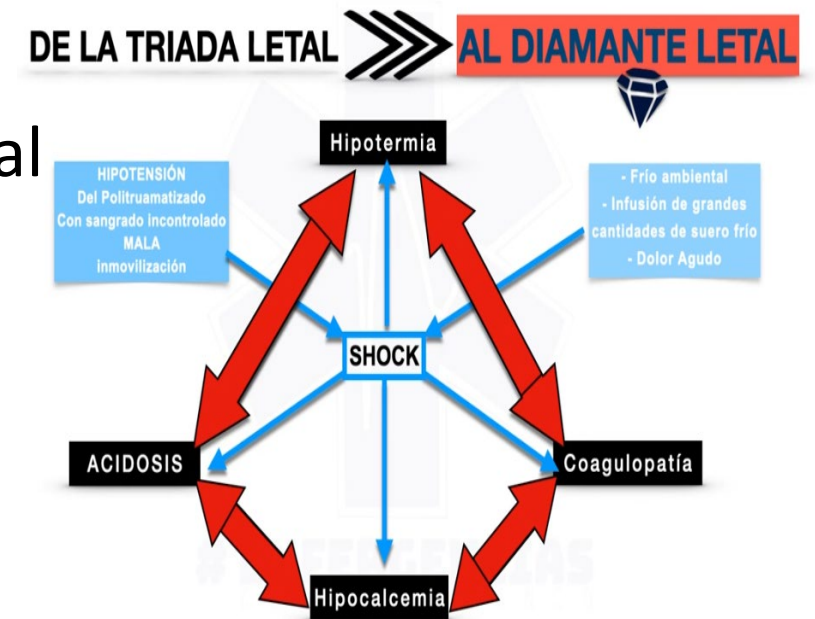 DE LA TRIADA LETAL
AL DIAMANTE LETAL
al
Hipotermia
HIPOTENSIÓN
Del Politruamatizado
Con sangrado incontrolado
MALA
inmovilización
- Frio ambiental
- Infusión de grandes
cantidades de suero frío
- Dolor Agudo
SHOCK
ACIDOSIS
Coagulopatía
Hipocalcemia